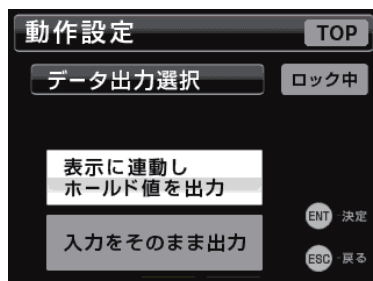 動作設定
TOP
データ出力選択
ロック中
表示に連動し
ホールド値を出力
入力をそのまま出力
ENT 決定
ESC 戻る